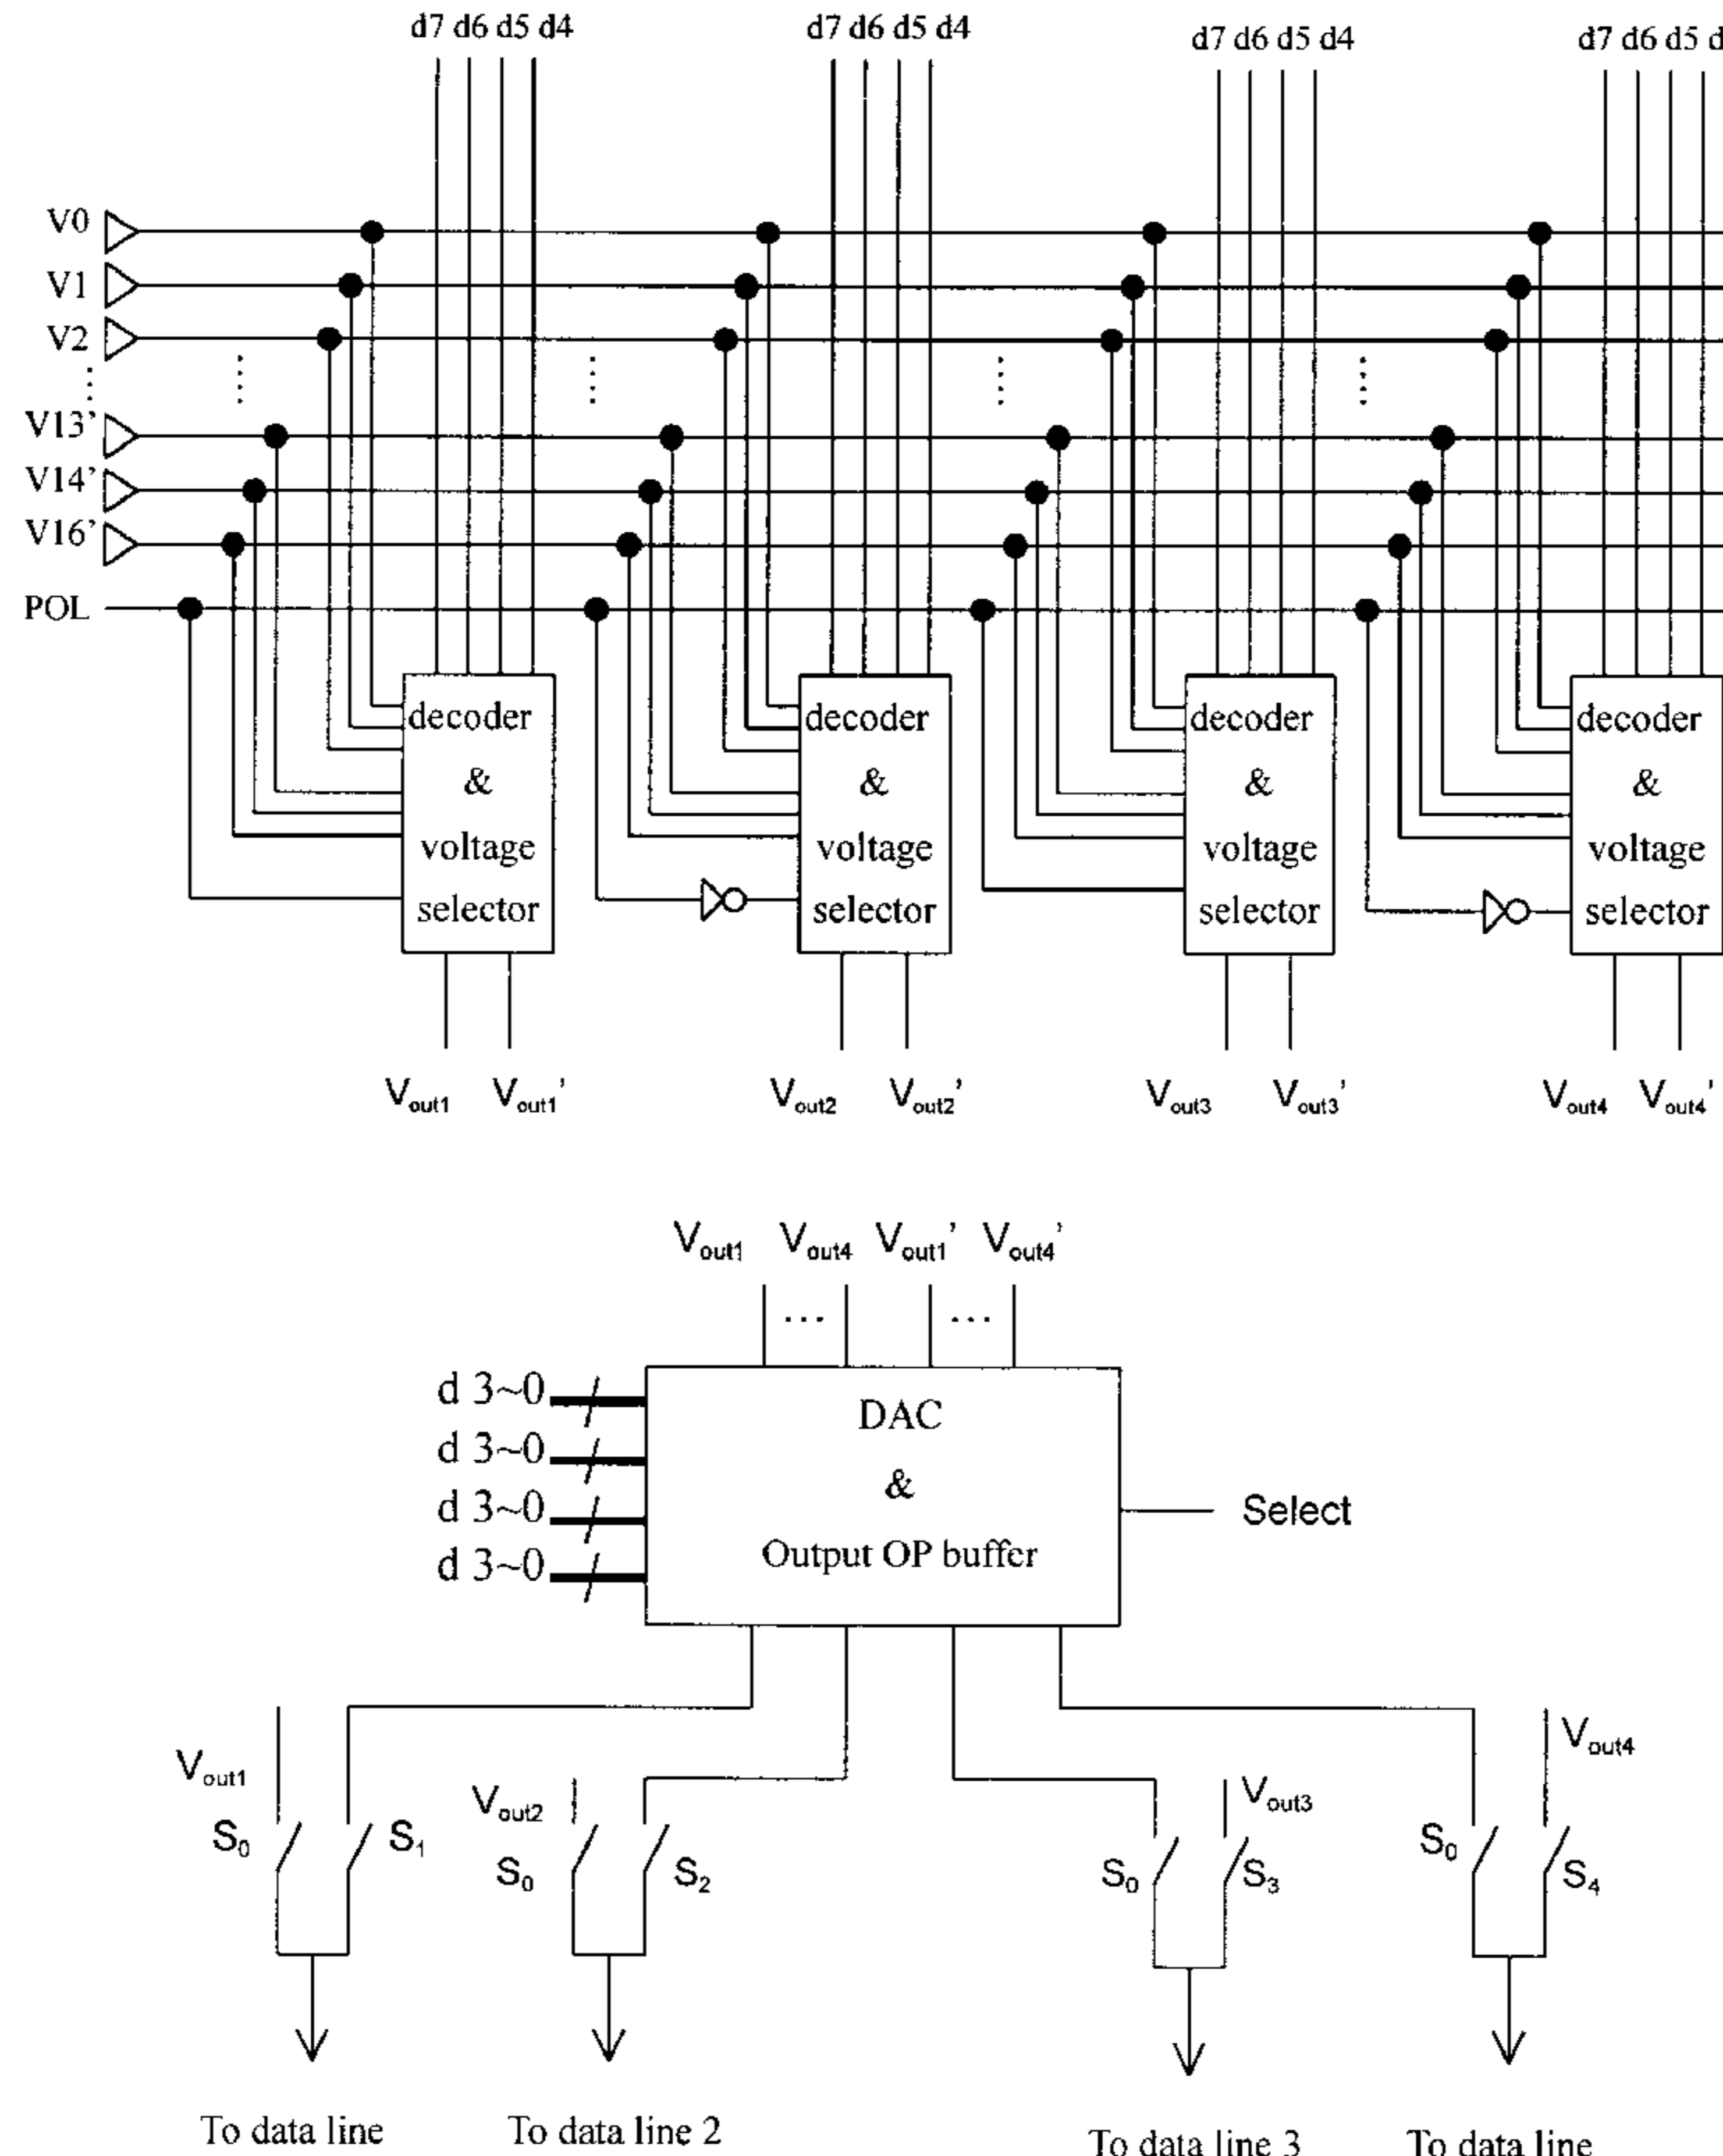 d7 d6 d5 d4 d7 d6 d5 d4 d7 d6 d5 d4 d7 d6 d5
V0
V1
V2
V13'
V14'
V16'
POL
decoder
&
voltage
selector
decoder
&
voltage
selector
decoder
&
voltage
selector
decoder
&
voltage
selector
Vout1 Vout1' Vout2 Vout2' Vout3 Vout3' Vout4 Vout4'
Vout1 Vout4 Vout1' Vout4'
... ...
d 3~0
d 3~0
d 3~0
d 3~0
DAC
&
Output OP buffer
Select
Vout1
S0 S1
Vout2
S0 S2
Vout3
S0 S3
Vout4
S0 S4
To data line
To data line 2
To data line 3
To data line